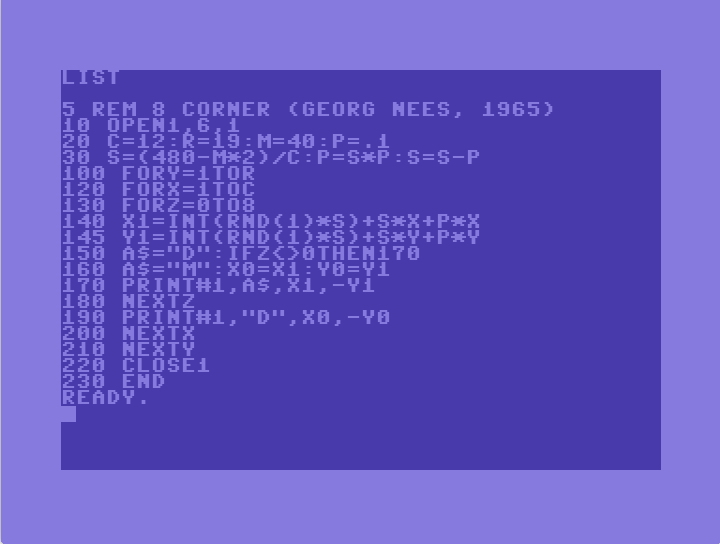 LIST
5 REM 8 CORNER (GEORG NEES, 1965)
10 OPEN1,6,1
20 C=12:R=19:M=40:P=.1
30 S=(480-M*2)/C:P=S*P:S=S-P
100 FORY=1TOR
120 FORX=1TOC
130 FORZ=0TO8
140 X1=INT(RND(1)*S)+S*X+P*X
145 Y1=INT(RND(1)*S)+S*Y+P*Y
150 A$="D":IFZ<>0THEN170
160 A$="M":X0=X1:Y0=Y1
170 PRINT#1,A$,X1,-Y1
180 NEXTZ
190 PRINT#1,"D",X0,-Y0
200 NEXTX
210 NEXTY
220 CLOSE1
230 END
READY.